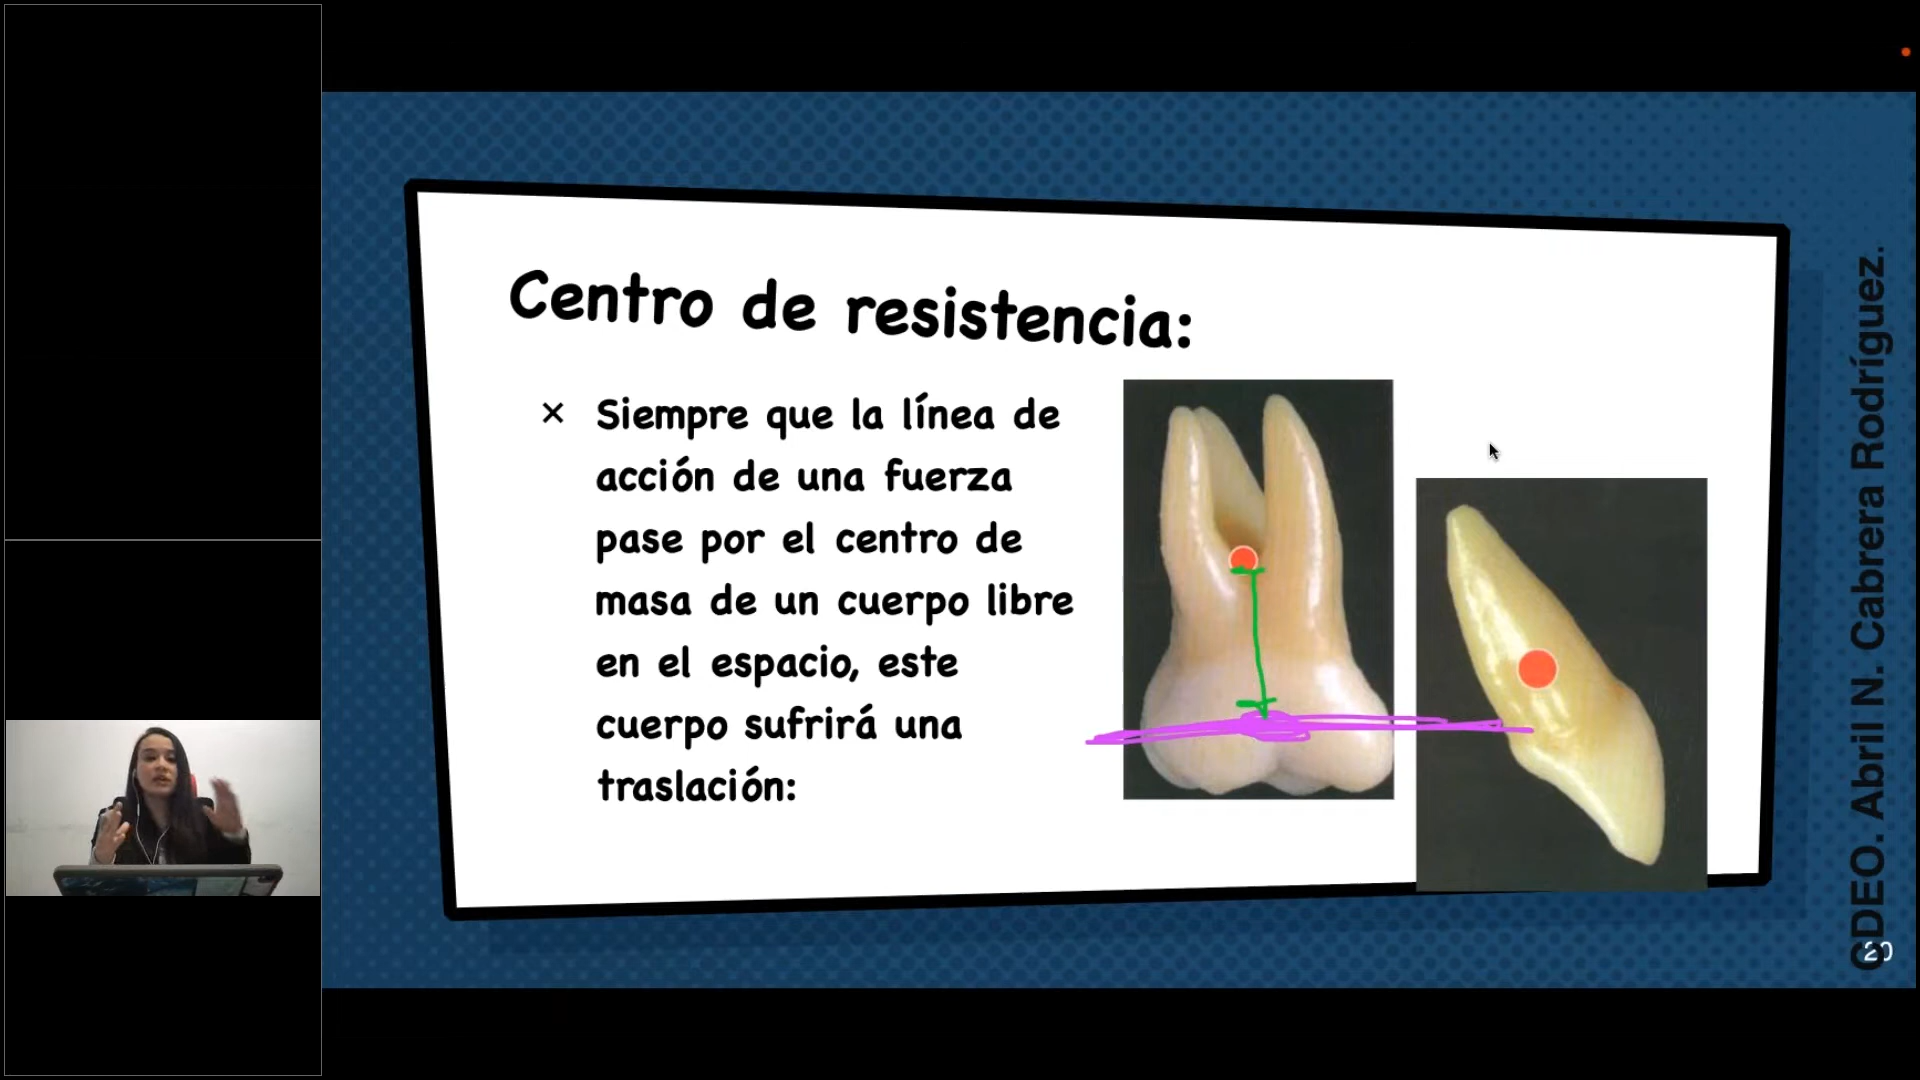 Centro de resistencia:
× Siempre que la línea de
acción de una fuerza
pase por el centro de
masa de un cuerpo libre
en el espacio, este
cuerpo sufrirá una
traslación:
CDEO. Abril N. Cabrera Rodríguez.
20